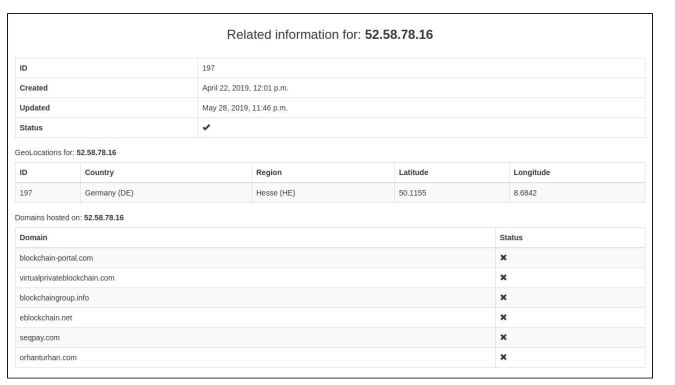 Related information for: 52.58.78.16
ID 197
Created April 22, 2019, 12:01 p.m.
Updated May 28, 2019, 11:46 p.m.
Status ✔
GeoLocations for: 52.58.78.16
ID Country Region Latitude Longitude
197 Germany (DE) Hesse (HE) 50.1155 8.6842
Domains hosted on: 52.58.78.16
Domain Status
blockchain-portal.com ✖
virtualprivateblockchain.com ✖
blockchaingroup.info ✖
eblockchain.net ✖
seqpay.com ✖
orhanturhan.com ✖